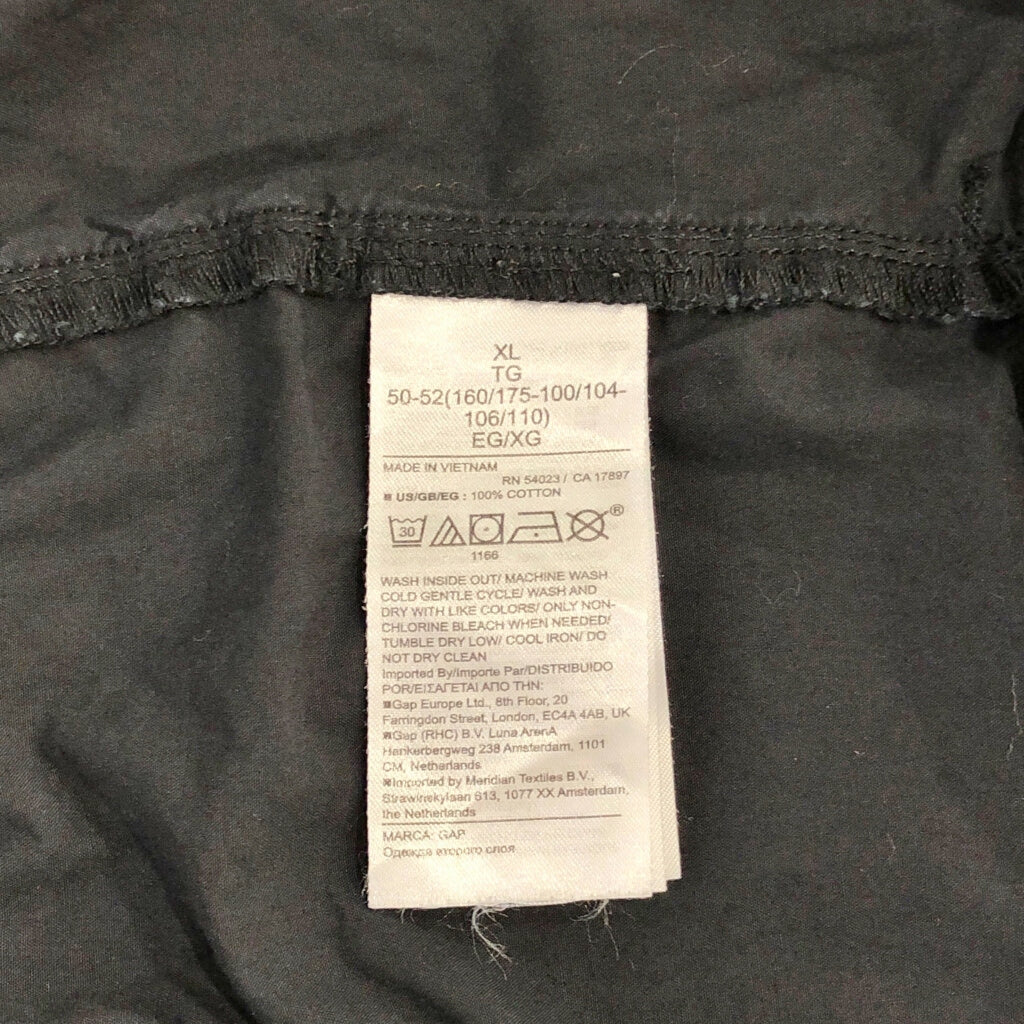 XL
TG
50-52(160/175-100/104-
106/110)
EG/XG
MADE IN VIETNAM
RN 54023 / CA 17897
US/GB/EG : 100% COTTON
30
®
1166
WASH INSIDE OUT/ MACHINE WASH
COLD GENTLE CYCLE/ WASH AND
DRY WITH LIKE COLORS/ ONLY NON-
CHLORINE BLEACH WHEN NEEDED/
TUMBLE DRY LOW/ COOL IRON/ DO
NOT DRY CLEAN
Imported By/Importe Par/DISTRIBUIDO
POR/ΕΙΣΑΓΕΤΑΙ ΑΠΟ ΤΗΝ:
Gap Europe Ltd., 8th Floor, 20
Farringdon Street, London, EC4A 4AB, UK
Gap (RHC) B.V. Luna ArenA
Herikerbergweg 238 Amsterdam, 1101
CM, Netherlands
Imported by Meridian Textiles B.V.,
Strawinskylaan 613, 1077 XX Amsterdam,
the Netherlands
MARCA: GAP
Одежда второго слоя